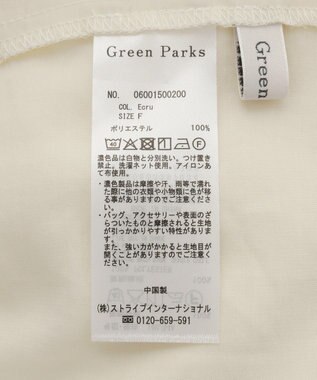 Green Parks
Green
NO. 06001500200
COL. Ecru
SIZE F
ポリエステル 100%
濃色品は白物と分別洗い。つけ置き
禁止。洗濯ネット使用。アイロンあ
て布使用。
・濃色製品は摩擦や汗、雨等で濡れ
た際に他の衣類や小物類に色が移
る事がありますのでご注意くださ
い。
・バッグ、アクセサリーや表面のざ
らついたものと摩擦しますと生地
が引っかかりやすい特性がありま
す。
また、強い力がかかると生地目が
開くことがありますのでご注意く
ださい。
中国製
(株)ストライプインターナショナル
☎ 0120-659-591